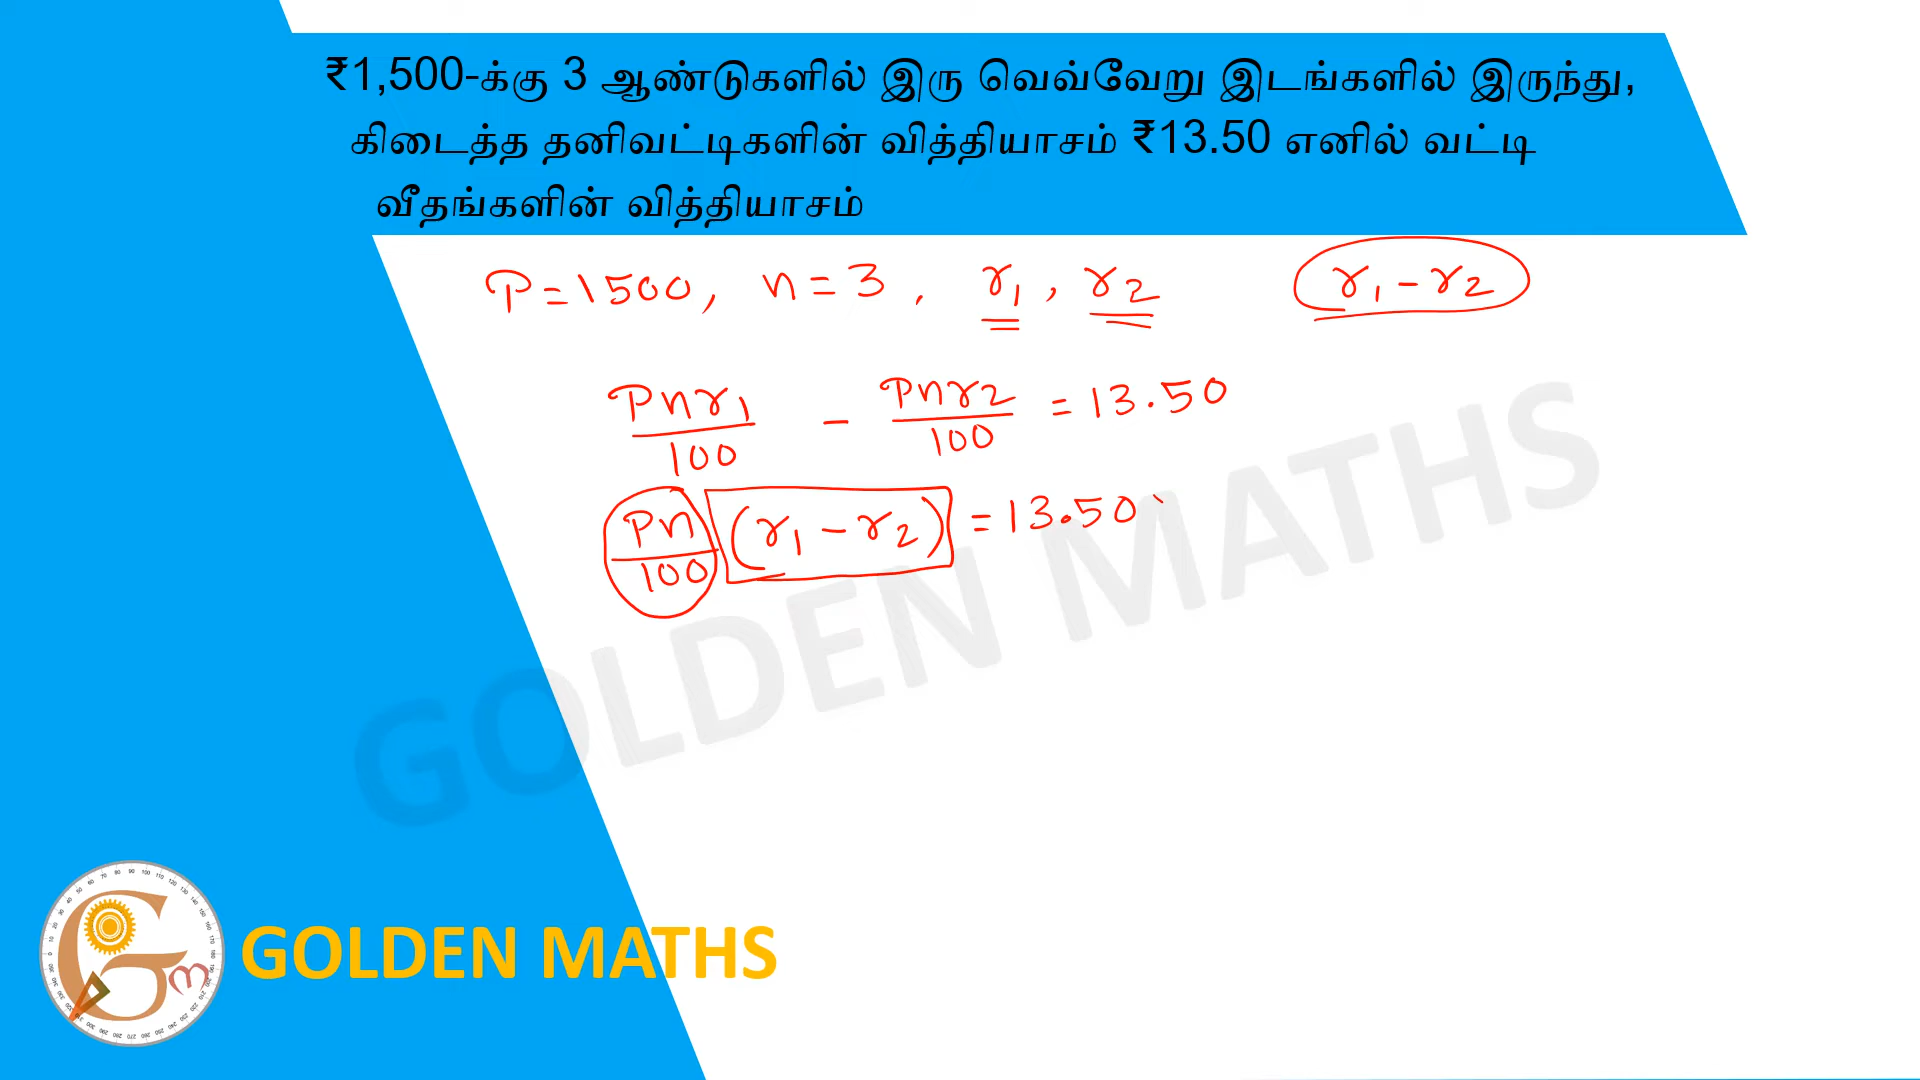 ₹1,500-க்கு 3 ஆண்டுகளில் இரு வெவ்வேறு இடங்களில் இருந்து,
கிடைத்த தனிவட்டிகளின் வித்தியாசம் ₹13.50 எனில் வட்டி
வீதங்களின் வித்தியாசம்
P = 1500, n = 3, r₁, r₂ r₁ - r₂
Pnr₁/100 - Pnr₂/100 = 13.50
Pn/100 (r₁ - r₂) = 13.50
GOLDEN MATHS
GOLDEN MATHS